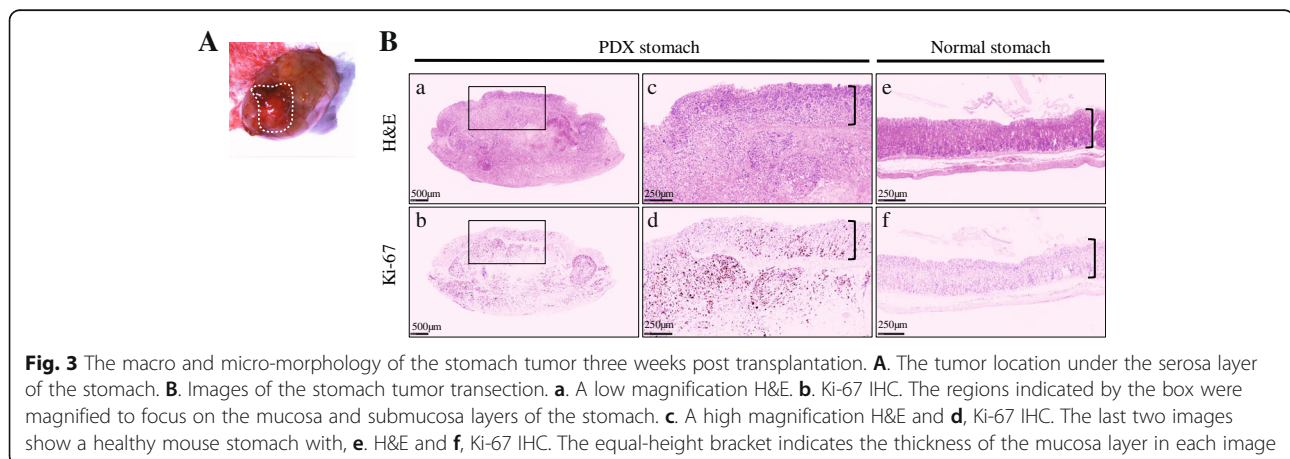 A
B
PDX stomach
Normal stomach
H&E
a
c
e
500µm
250µm
250µm
Ki-67
b
d
f
500µm
250µm
250µm
Fig. 3 The macro and micro-morphology of the stomach tumor three weeks post transplantation. A. The tumor location under the serosa layer
of the stomach. B. Images of the stomach tumor transection. a. A low magnification H&E. b. Ki-67 IHC. The regions indicated by the box were
magnified to focus on the mucosa and submucosa layers of the stomach. c. A high magnification H&E and d, Ki-67 IHC. The last two images
show a healthy mouse stomach with, e. H&E and f, Ki-67 IHC. The equal-height bracket indicates the thickness of the mucosa layer in each image